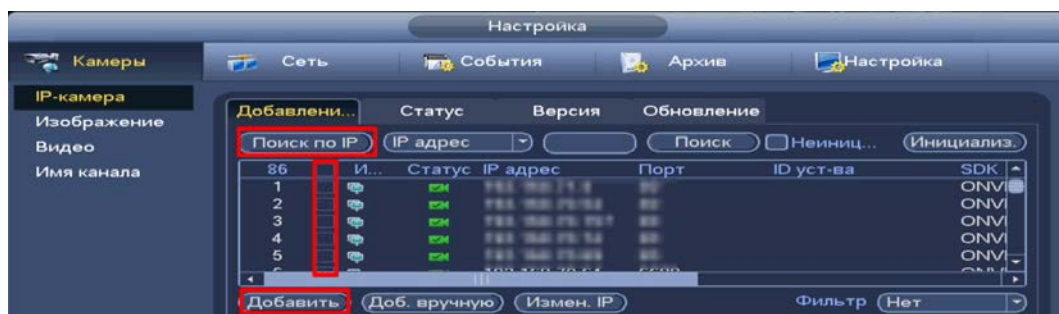 Настройка
Камеры Сеть События Архив Настройка
IP-камера
Изображение
Видео
Имя канала
Добавлени... Статус Версия Обновление
Поиск по IP IP адрес Поиск Неиниц... Инициализ.
86 И... Статус IP адрес Порт ID уст-ва SDK
1 ONVI
2 ONVI
3 ONVI
4 ONVI
5 ONVI
Добавить Доб. вручную Измен. IP Фильтр Нет